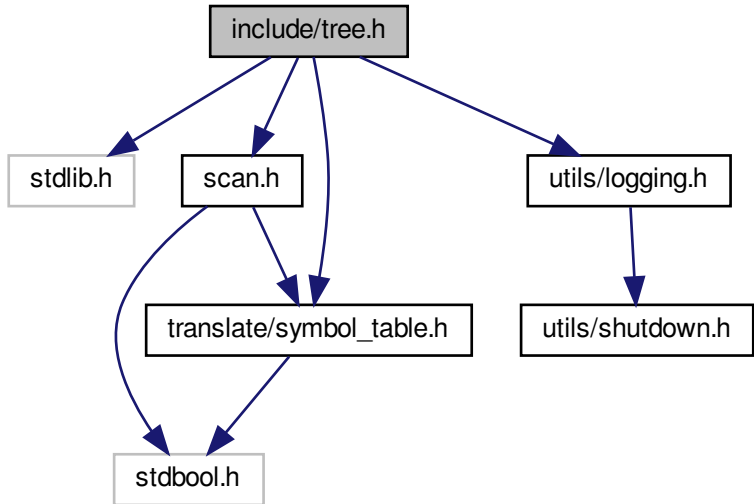 include/tree.h
stdlib.h
scan.h
utils/logging.h
translate/symbol_table.h
utils/shutdown.h
stdbool.h